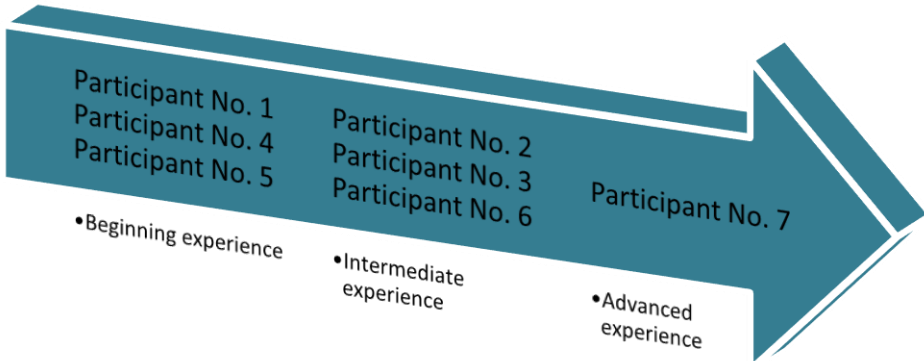 Participant No. 1
Participant No. 4
Participant No. 5
•Beginning experience
Participant No. 2
Participant No. 3
Participant No. 6
•Intermediate
experience
Participant No. 7
•Advanced
experience